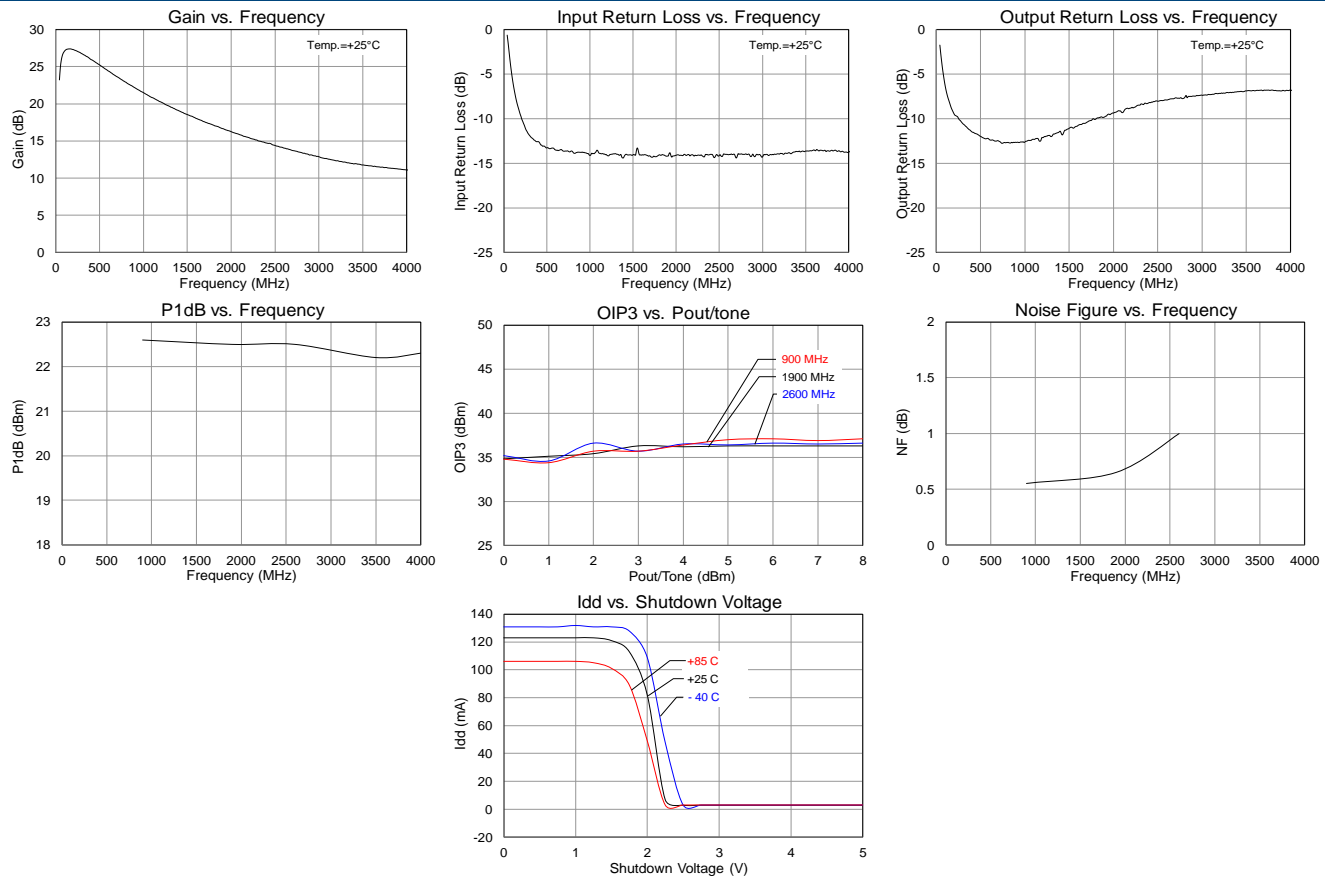 Gain vs. Frequency
30
25
20
15
10
5
0
Gain (dB)
Temp.=+25°C
0 500 1000 1500 2000 2500 3000 3500 4000
Frequency (MHz)
Input Return Loss vs. Frequency
0
-5
-10
-15
-20
-25
Input Return Loss (dB)
Temp.=+25°C
0 500 1000 1500 2000 2500 3000 3500 4000
Frequency (MHz)
Output Return Loss vs. Frequency
0
-5
-10
-15
-20
-25
Output Return Loss (dB)
Temp.=+25°C
0 500 1000 1500 2000 2500 3000 3500 4000
Frequency (MHz)
P1dB vs. Frequency
23
22
21
20
19
18
P1dB (dBm)
0 500 1000 1500 2000 2500 3000 3500 4000
Frequency (MHz)
OIP3 vs. Pout/tone
50
45
40
35
30
25
OIP3 (dBm)
900 MHz
1900 MHz
2600 MHz
0 1 2 3 4 5 6 7 8
Pout/Tone (dBm)
Noise Figure vs. Frequency
2
1.5
1
0.5
0
NF (dB)
0 500 1000 1500 2000 2500 3000 3500 4000
Frequency (MHz)
Idd vs. Shutdown Voltage
140
120
100
80
60
40
20
0
-20
Idd (mA)
+85 C
+25 C
- 40 C
0 1 2 3 4 5
Shutdown Voltage (V)